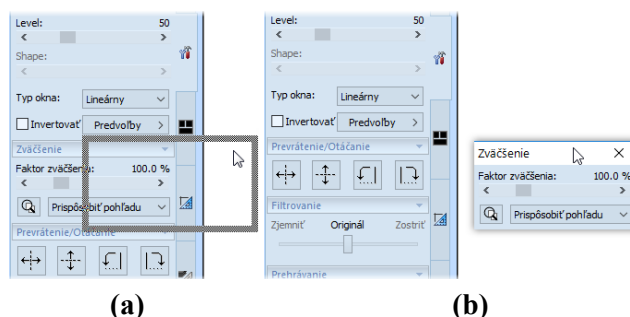 Level: 50
Shape:
Typ okna: Lineárny
Invertovať Predvoľby
Zväčšenie
Faktor zväčšenia: 100.0 %
Prispôsobiť pohľadu
Prevrátenie/Otáčanie
(a)
Level: 50
Shape:
Typ okna: Lineárny
Invertovať Predvoľby
Prevrátenie/Otáčanie
Filtrovanie
Zjemniť Originál Zostriť
Prehrávanie
Zväčšenie
Faktor zväčšenia: 100.0 %
Prispôsobiť pohľadu
(b)